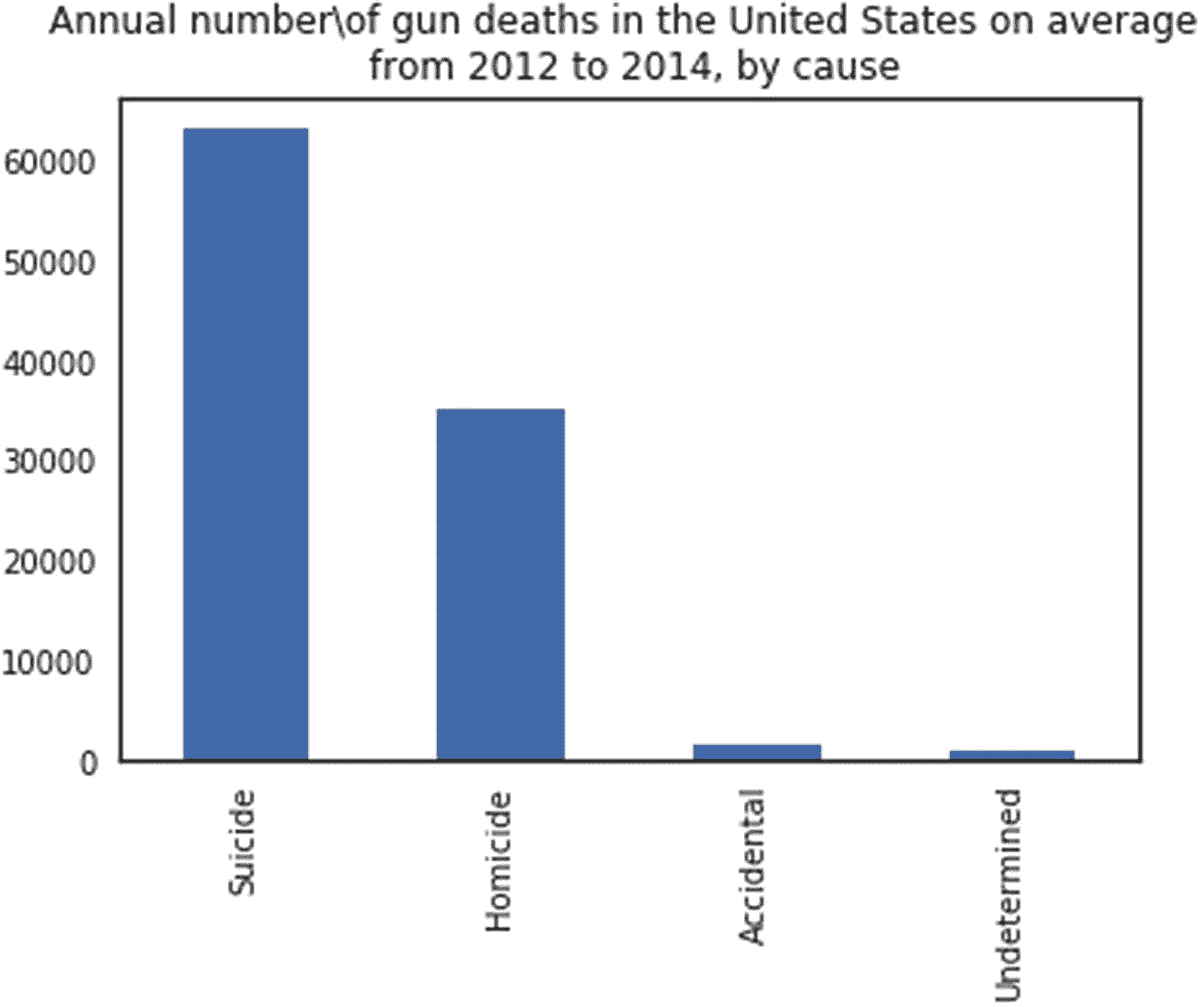 Annual number\of gun deaths in the United States on average
from 2012 to 2014, by cause
60000
50000
40000
30000
20000
10000
0
Suicide
Homicide
Accidental
Undetermined